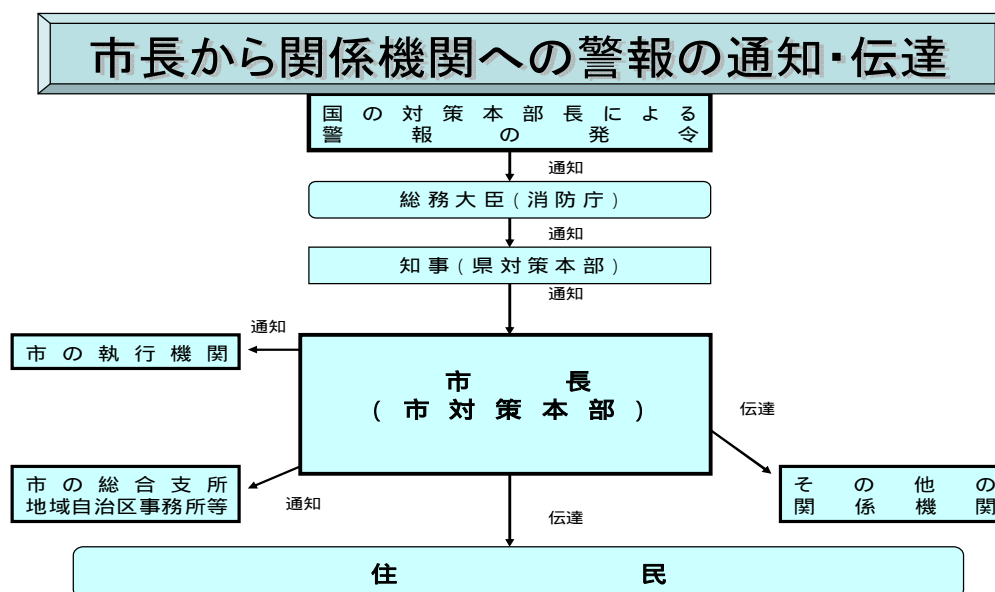 市長から関係機関への警報の通知・伝達
国の対策本部長による
警報の発令
通知
総務大臣(消防庁)
通知
知事(県対策本部)
通知
通知
市の執行機関
市長
(市対策本部)
伝達
市の総合支所
地域自治区事務所等
通知
伝達
その他の
関係機関
住民